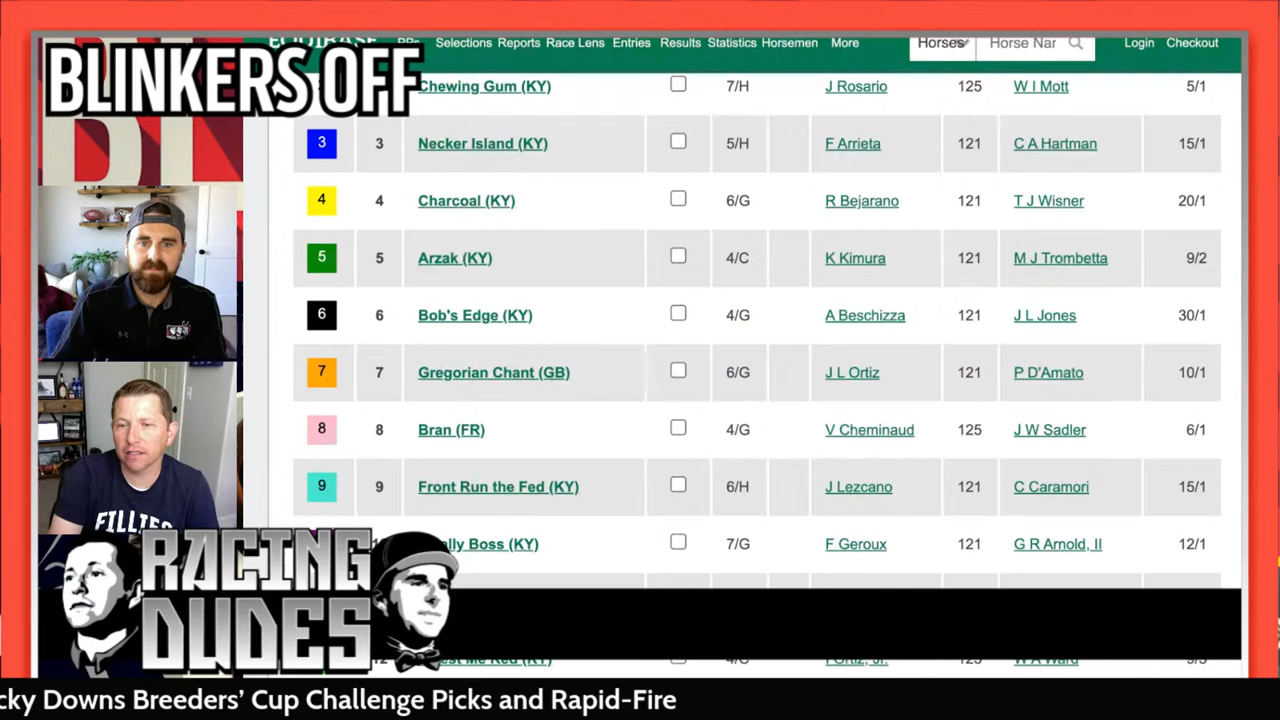 BLINKERS OFF
Selections Reports Race Lens Entries Results Statistics Horsemen More Horses Horse Nar Login Checkout
Chewing Gum (KY) 7/H J Rosario 125 W I Mott 5/1
3 3 Necker Island (KY) 5/H F Arrieta 121 C A Hartman 15/1
4 4 Charcoal (KY) 6/G R Bejarano 121 T J Wisner 20/1
5 5 Arzak (KY) 4/C K Kimura 121 M J Trombetta 9/2
6 6 Bob's Edge (KY) 4/G A Beschizza 121 J L Jones 30/1
7 7 Gregorian Chant (GB) 6/G J L Ortiz 121 P D'Amato 10/1
8 8 Bran (FR) 4/G V Cheminaud 125 J W Sadler 6/1
9 9 Front Run the Fed (KY) 6/H J Lezcano 121 C Caramori 15/1
ally Boss (KY) 7/G F Geroux 121 G R Arnold, II 12/1
FILLIES
RACING
DUDES
cky Downs Breeders' Cup Challenge Picks and Rapid-Fire